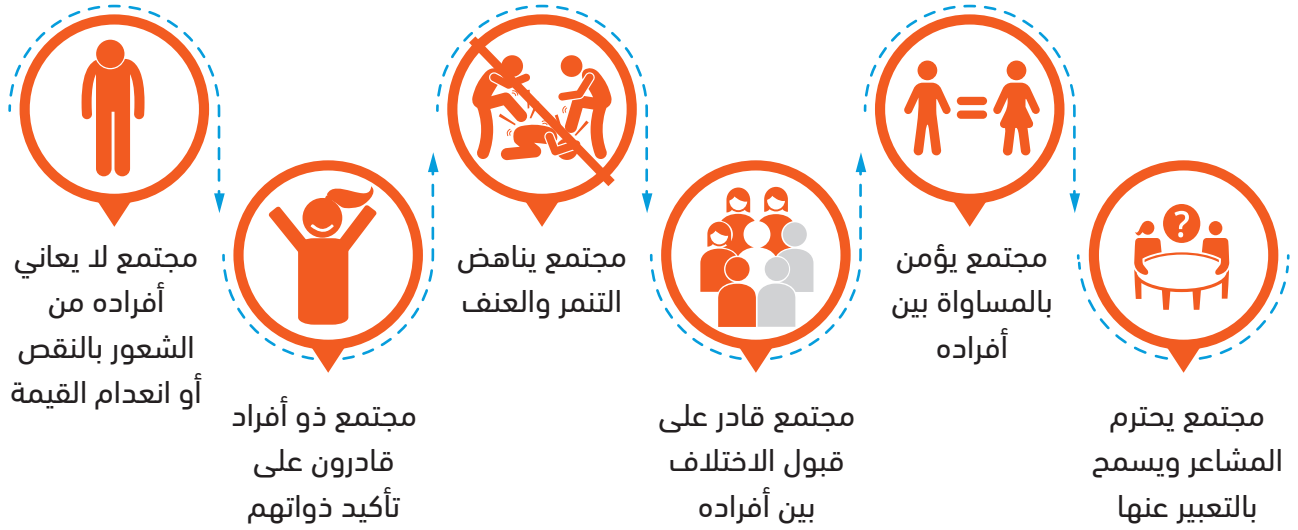 مجتمع لا يعاني
أفراده من
الشعور بالنقص
أو انعدام القيمة
مجتمع ذو أفراد
قادرون على
تأكيد ذواتهم
مجتمع يناهض
التنمر والعنف
مجتمع قادر على
قبول الاختلاف
بين أفراده
مجتمع يؤمن
بالمساواة بين
أفراده
?
مجتمع يحترم
المشاعر ويسمح
بالتعبير عنها